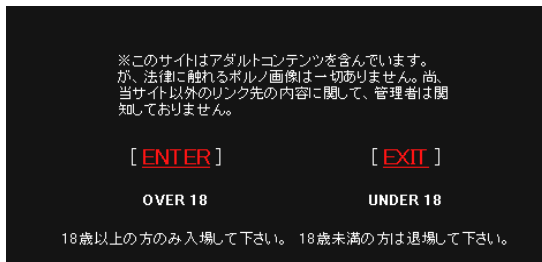 ※このサイトはアダルトコンテンツを含んでいます。
が、法律に触れるポルノ画像は一切ありません。尚、
当サイト以外のリンク先の内容に関して、管理者は関
知しておりません。
[ ENTER ] [ EXIT ]
OVER 18 UNDER 18
18歳以上の方のみ入場して下さい。 18歳未満の方は退場して下さい。